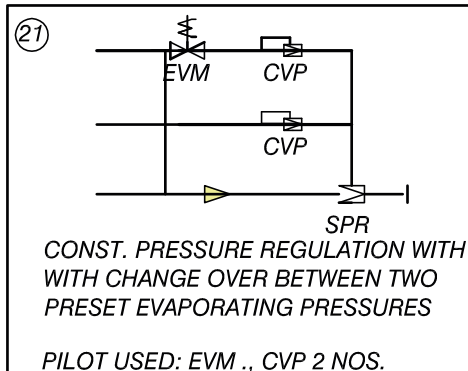 21
EVM CVP
CVP
SPR
CONST. PRESSURE REGULATION WITH
WITH CHANGE OVER BETWEEN TWO
PRESET EVAPORATING PRESSURES
PILOT USED: EVM ., CVP 2 NOS.